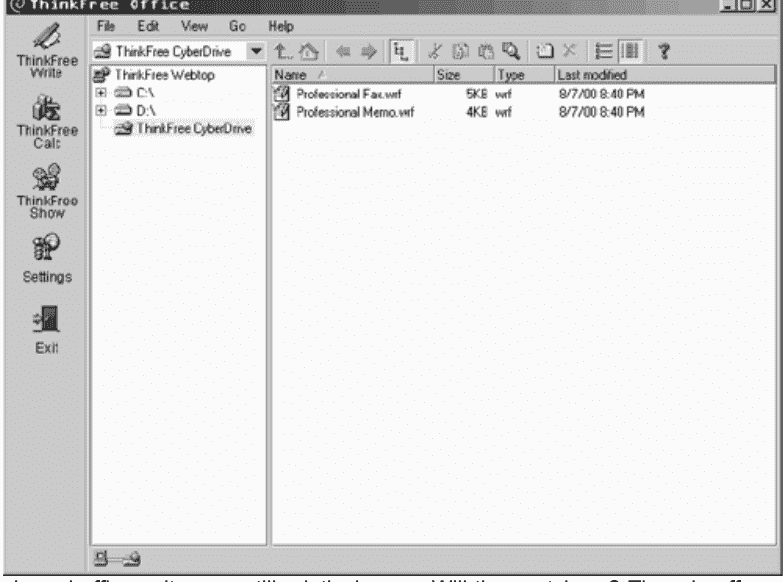 ThinkFree Office
File Edit View Go Help
ThinkFree CyberDrive
ThinkFree Write
ThinkFree Calc
ThinkFree Show
Settings
Exit
ThinkFree Webtop
C:\
D:\
ThinkFree CyberDrive
Name Size Type Last modified
Professional Fax.wrf 5KB wrf 8/7/00 8:40 PM
Professional Memo.wrf 4KB wrf 8/7/00 8:40 PM